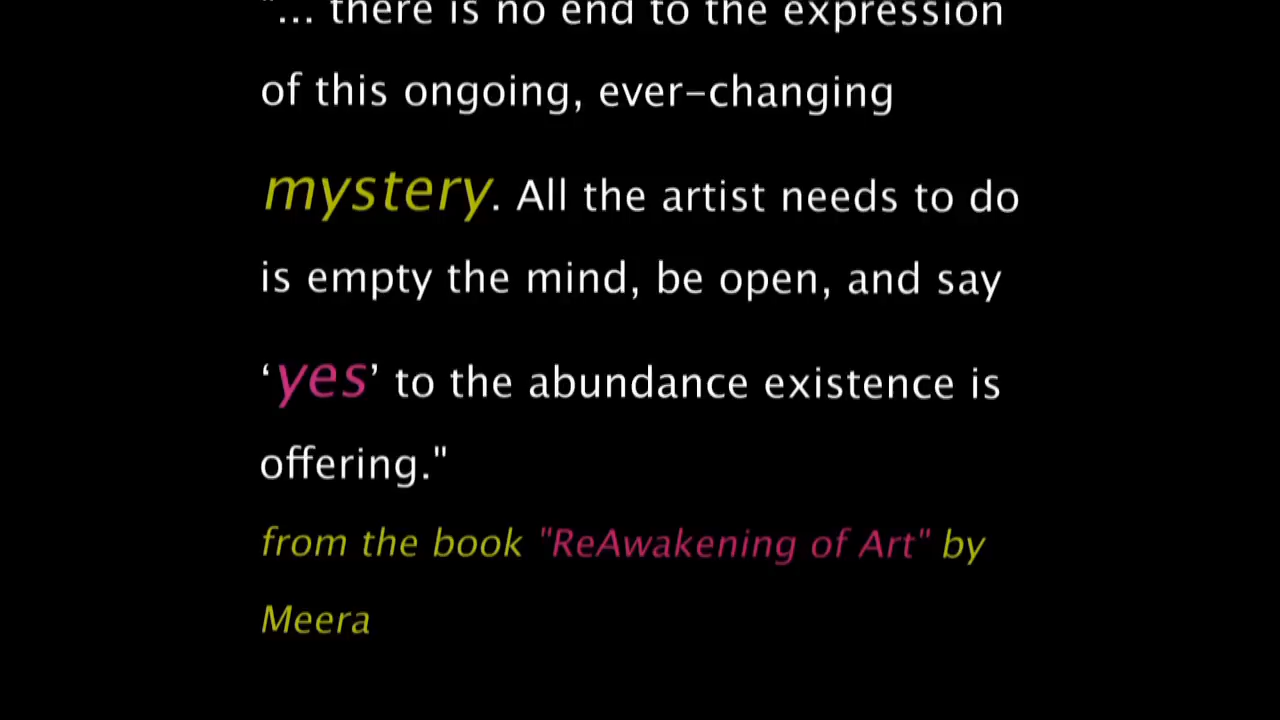 "... there is no end to the expression
of this ongoing, ever-changing
mystery. All the artist needs to do
is empty the mind, be open, and say
‘yes’ to the abundance existence is
offering."
from the book "ReAwakening of Art" by
Meera